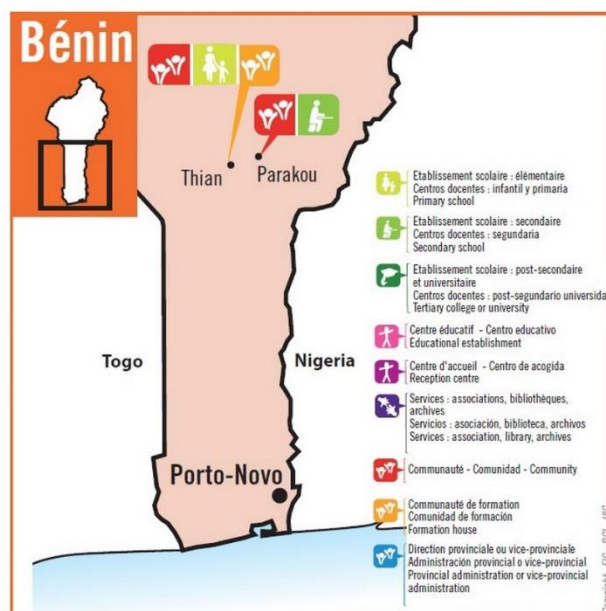 Bénin
Thian
Parakou
Togo
Nigeria
Porto-Novo
Etablissement scolaire : élémentaire
Centros docentes : infantil y primaria
Primary school
Etablissement scolaire : secondaire
Centros docentes : segundaria
Secondary school
Etablissement scolaire : post-secondaire
et universitaire
Centros docentes : post-segundario universida
Tertiary college or university
Centre éducatif - Centro educativo
Educational establishment
Centre d'accueil - Centro de acogida
Reception centre
Services : associations, bibliothèques,
archives
Servicios : asociación, biblioteca, archivos
Services : association, library, archives
Communauté - Comunidad - Community
Communauté de formation
Comunidad de formación
Formation house
Direction provinciale ou vice-provinciale
Administración provincial o vice-provincial
Provincial administration or vice-provincial
administration